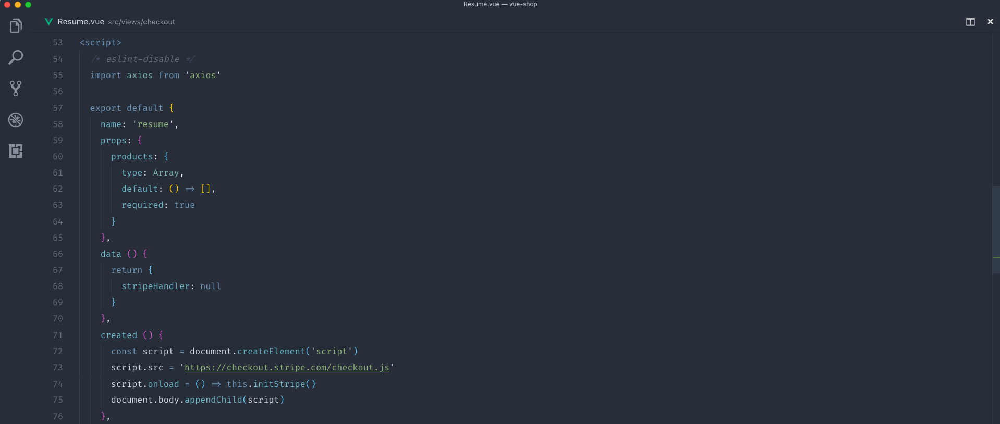 Resume.vue — vue-shop
Resume.vue src/views/checkout
53 <script>
54 /* eslint-disable */
55 import axios from 'axios'
56
57 export default {
58 name: 'resume',
59 props: {
60 products: {
61 type: Array,
62 default: () => [],
63 required: true
64 }
65 },
66 data () {
67 return {
68 stripeHandler: null
69 }
70 },
71 created () {
72 const script = document.createElement('script')
73 script.src = 'https://checkout.stripe.com/checkout.js'
74 script.onload = () => this.initStripe()
75 document.body.appendChild(script)
76 },